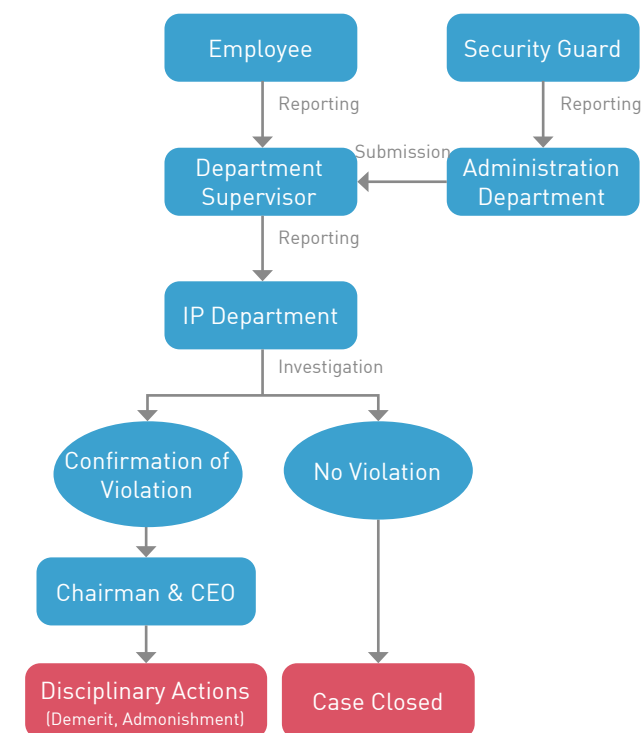 Employee
Security Guard
Reporting
Reporting
Submission
Department
Supervisor
Administration
Department
Reporting
IP Department
Investigation
Confirmation of
Violation
No Violation
Chairman & CEO
Disciplinary Actions
(Demerit, Admonishment)
Case Closed